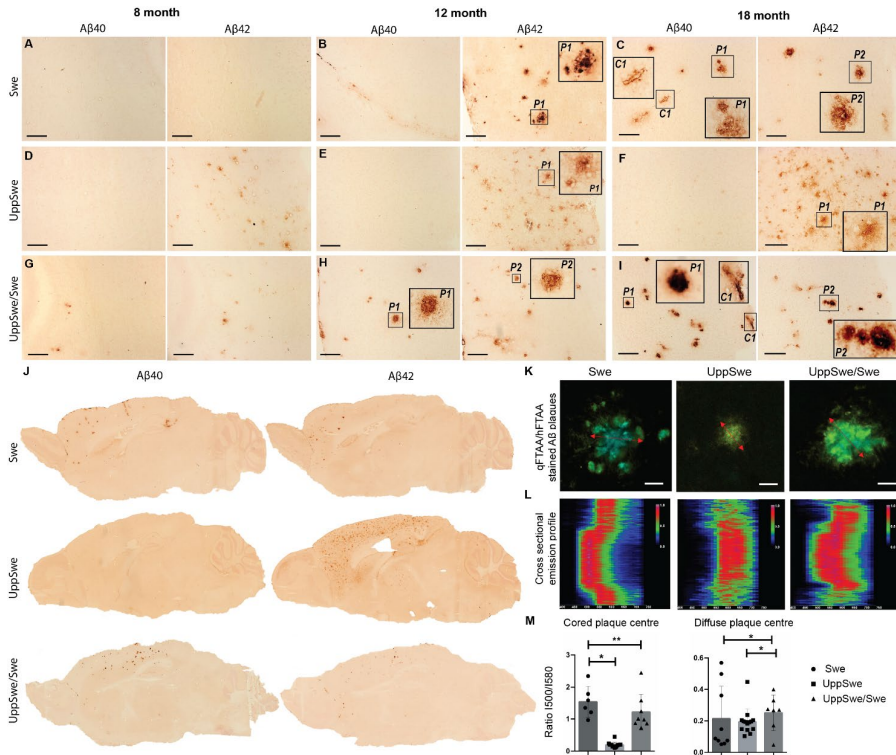 8 month 12 month 18 month
Aβ40 Aβ42 Aβ40 Aβ42 Aβ40 Aβ42
Swe A B P1 P1 C C1 C1 P1 P1 P2 P2
UppSwe D E P1 P1 F P1 P1
UppSwe/Swe G H P1 P1 P2 P2 I P1 P1 C1 C1 P2 P2
J Aβ40 Aβ42
Swe
UppSwe
UppSwe/Swe
K Swe UppSwe UppSwe/Swe
qFTAA/hFTAA
stained Aβ plaques
L
Cross sectional
emission profile
M Cored plaque centre Diffuse plaque centre
Ratio I500/I580
3
2
1
0
**
*
0.8
0.6
0.4
0.2
0.0
*
*
Swe
UppSwe
UppSwe/Swe